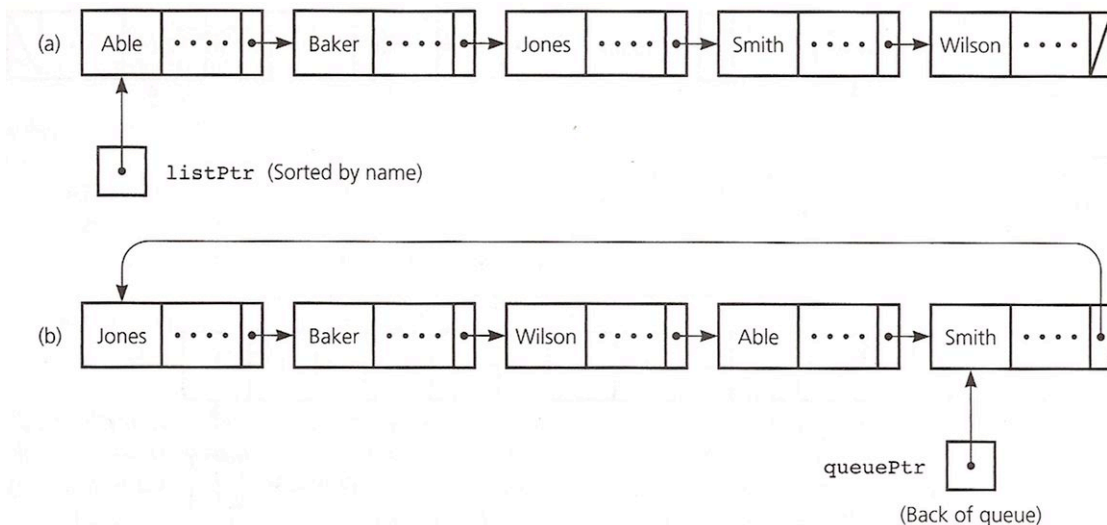 (a) Able •••• Baker •••• Jones •••• Smith •••• Wilson ••••
listPtr (Sorted by name)
(b) Jones •••• Baker •••• Wilson •••• Able •••• Smith ••••
queuePtr
(Back of queue)